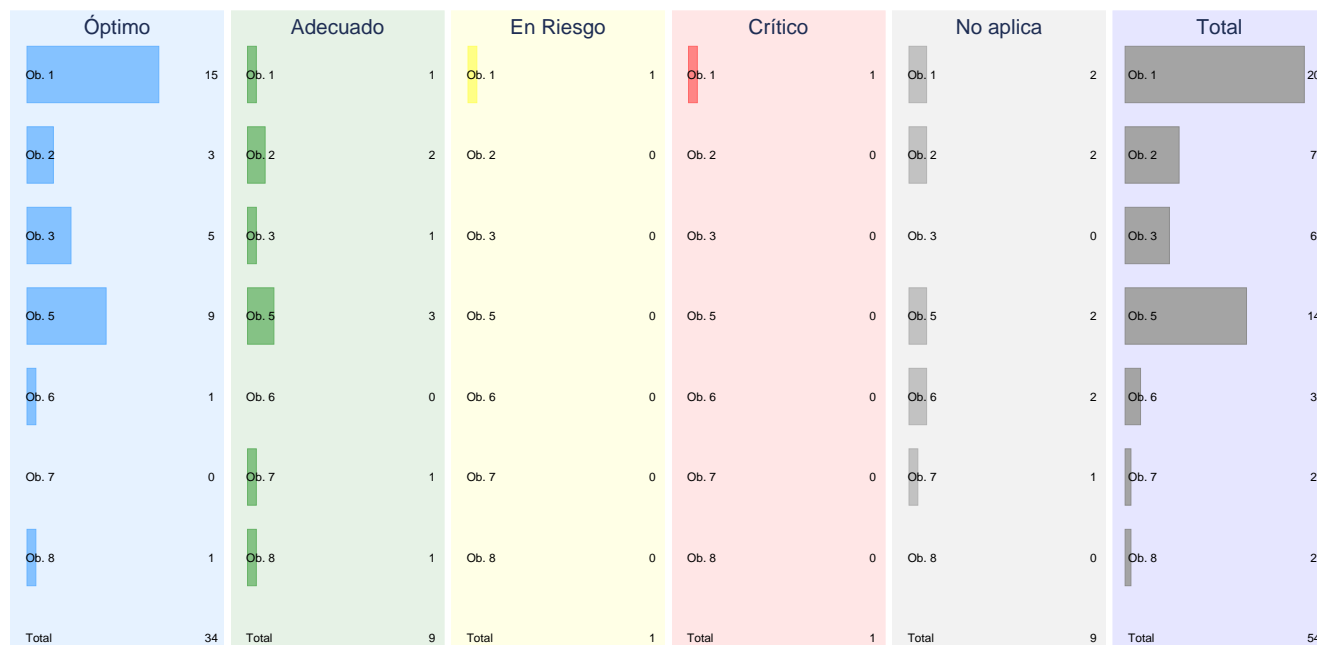 Óptimo Adecuado En Riesgo Crítico No aplica Total
Ob. 1 15 Ob. 1 1 Ob. 1 1 Ob. 1 1 Ob. 1 2 Ob. 1 20
Ob. 2 3 Ob. 2 2 Ob. 2 0 Ob. 2 0 Ob. 2 2 Ob. 2 7
Ob. 3 5 Ob. 3 1 Ob. 3 0 Ob. 3 0 Ob. 3 0 Ob. 3 6
Ob. 5 9 Ob. 5 3 Ob. 5 0 Ob. 5 0 Ob. 5 2 Ob. 5 14
Ob. 6 1 Ob. 6 0 Ob. 6 0 Ob. 6 0 Ob. 6 2 Ob. 6 3
Ob. 7 0 Ob. 7 1 Ob. 7 0 Ob. 7 0 Ob. 7 1 Ob. 7 2
Ob. 8 1 Ob. 8 1 Ob. 8 0 Ob. 8 0 Ob. 8 0 Ob. 8 2
Total 34 Total 9 Total 1 Total 1 Total 9 Total 54